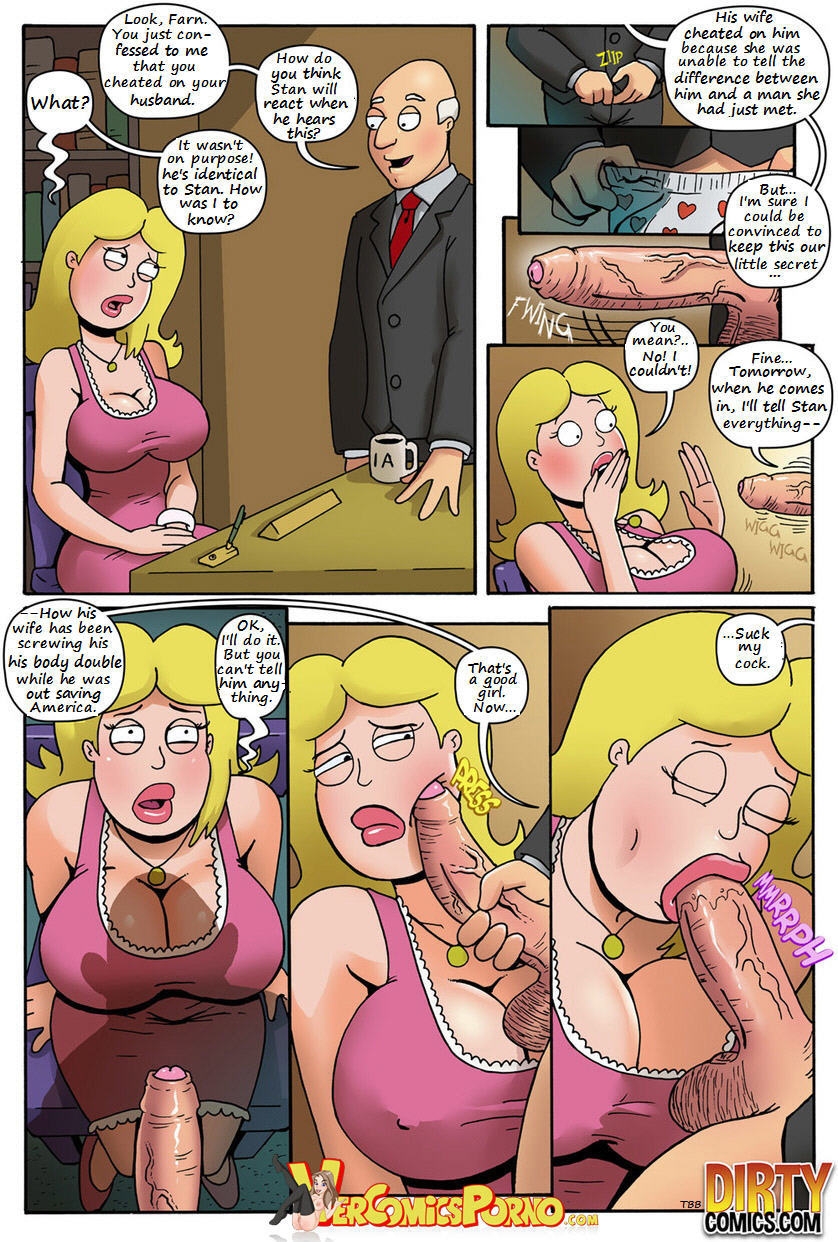 Look, Farn.
You just con-
fessed to me
that you
cheated on your
husband.
What?
How do
you think
Stan will
react when
he hears
this?
It wasn't
on purpose!
he's identical
to Stan. How
was I to
know?
IA
His wife
cheated on him
because she was
unable to tell the
difference between
him and a man she
had just met.
ZIIP
But...
I'm sure I
could be
convinced to
keep this our
little secret
...
FWING
You
mean?..
No! I
couldn't!
Fine...
Tomorrow,
when he comes
in, I'll tell Stan
everything--
WIGG
WIGG
--How his
wife has been
screwing his
his body double
while he was
out saving
America.
OK,
I'll do it.
But you
can't tell
him any-
thing.
That's
a good
girl.
Now...
PRESS
...Suck
my
cock.
MMRRPH
TBB
VERCOMICSPORNO.COM
DIRTY
COMICS.COM